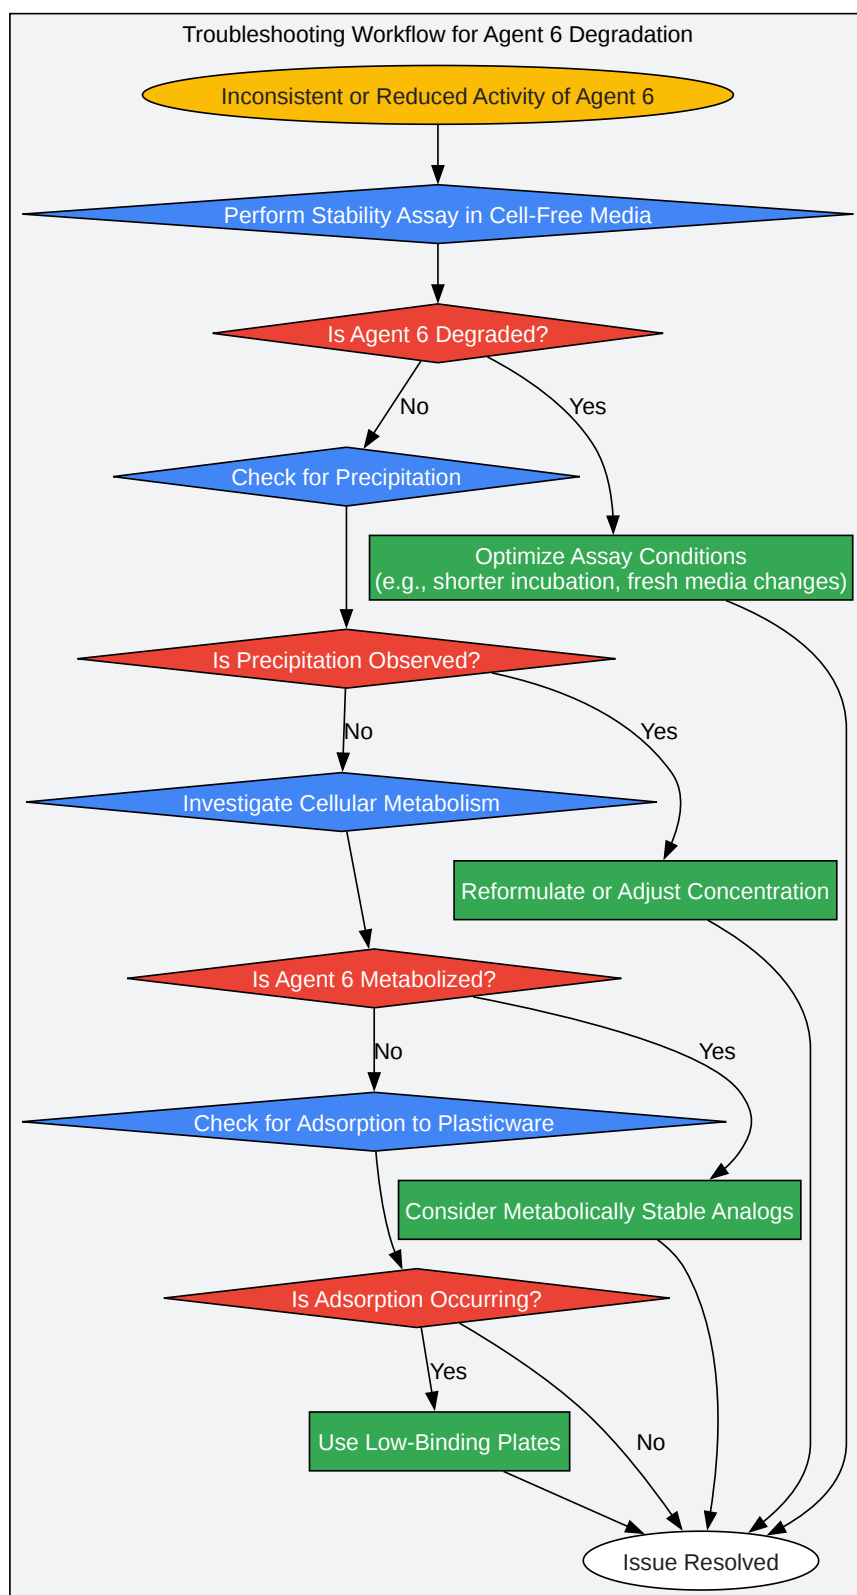 Troubleshooting Workflow for Agent 6 Degradation
Inconsistent or Reduced Activity of Agent 6
Perform Stability Assay in Cell-Free Media
Is Agent 6 Degraded?
No
Yes
Check for Precipitation
Optimize Assay Conditions
(e.g., shorter incubation, fresh media changes)
Is Precipitation Observed?
No
Yes
Investigate Cellular Metabolism
Reformulate or Adjust Concentration
Is Agent 6 Metabolized?
No
Yes
Check for Adsorption to Plasticware
Consider Metabolically Stable Analogs
Is Adsorption Occurring?
Yes
No
Use Low-Binding Plates
Issue Resolved